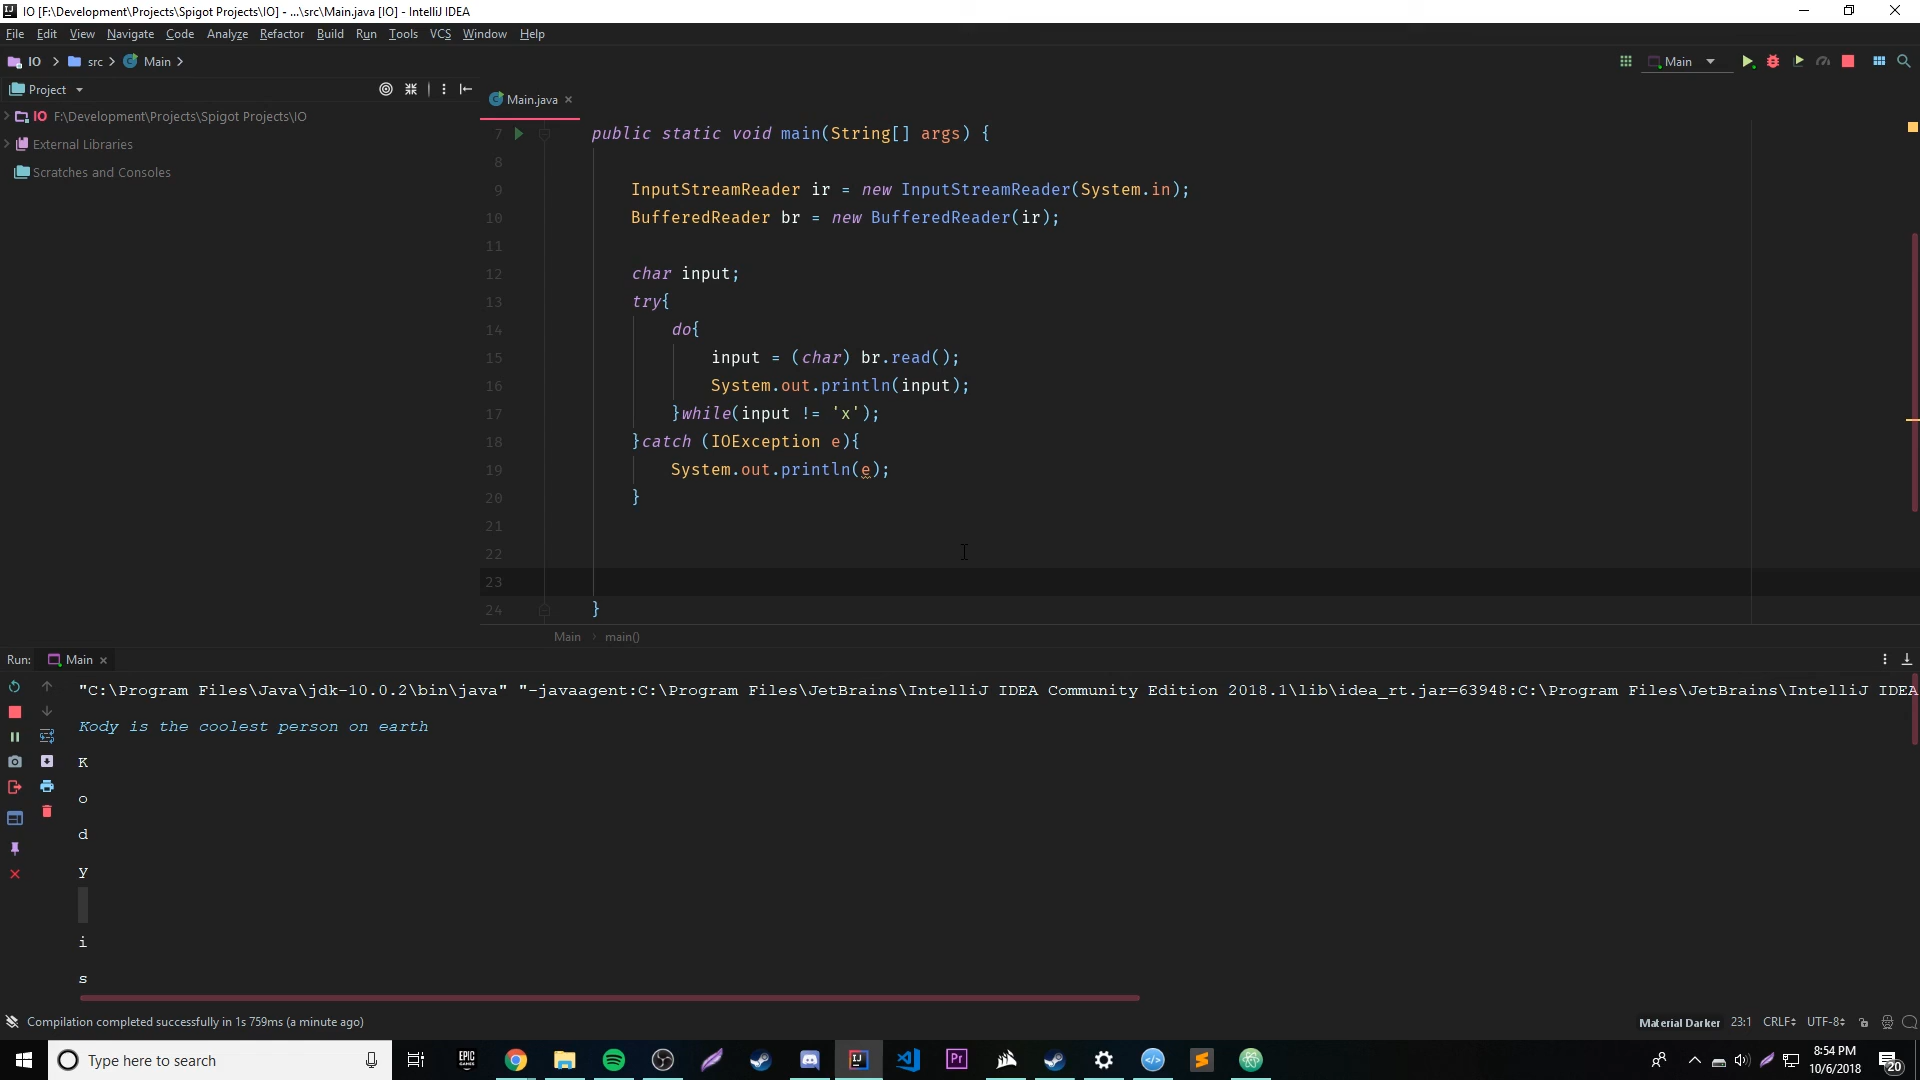 IO [F:\Development\Projects\Spigot Projects\IO] - ...\src\Main.java [IO] - IntelliJ IDEA
File Edit View Navigate Code Analyze Refactor Build Run Tools VCS Window Help
IO src Main Main
Project
Main.java
IO F:\Development\Projects\Spigot Projects\IO
External Libraries
Scratches and Consoles
7 public static void main(String[] args) {
8
9 InputStreamReader ir = new InputStreamReader(System.in);
10 BufferedReader br = new BufferedReader(ir);
11
12 char input;
13 try{
14 do{
15 input = (char) br.read();
16 System.out.println(input);
17 }while(input != 'x');
18 }catch (IOException e){
19 System.out.println(e);
20 }
21
22
23
24 }
Main main()
Run: Main
"C:\Program Files\Java\jdk-10.0.2\bin\java" "-javaagent:C:\Program Files\JetBrains\IntelliJ IDEA Community Edition 2018.1\lib\idea_rt.jar=63948:C:\Program Files\JetBrains\IntelliJ IDEA
Kody is the coolest person on earth
K
o
d
y
i
s
Compilation completed successfully in 1s 759ms (a minute ago)
Material Darker 23:1 CRLF UTF-8
Type here to search
EPIC GAMES
IJ
Pr
8:54 PM
10/6/2018
20